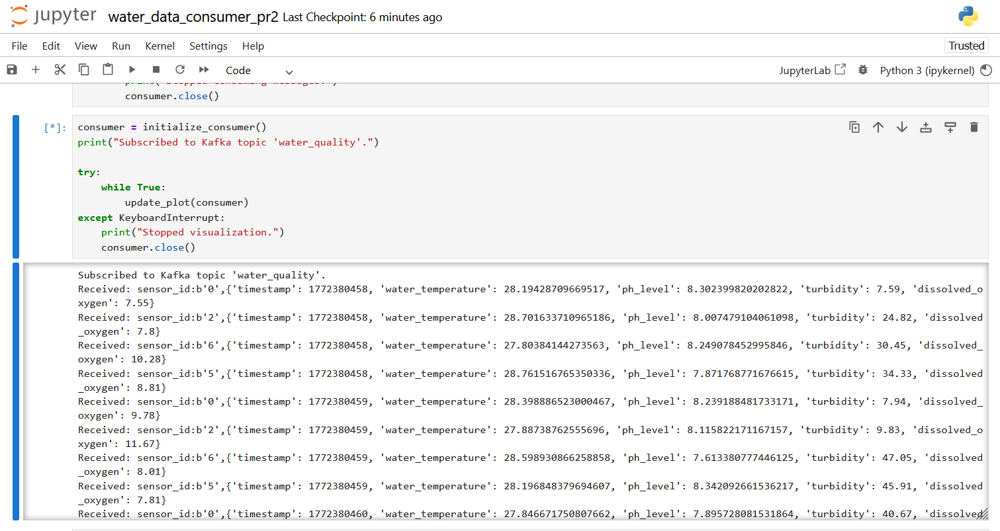 jupyter water_data_consumer_pr2 Last Checkpoint: 6 minutes ago
File Edit View Run Kernel Settings Help Trusted
Code JupyterLab Python 3 (ipykernel)
consumer.close()
[*]: consumer = initialize_consumer()
print("Subscribed to Kafka topic 'water_quality'.")
try:
while True:
update_plot(consumer)
except KeyboardInterrupt:
print("Stopped visualization.")
consumer.close()
Subscribed to Kafka topic 'water_quality'.
Received: sensor_id:b'0',{'timestamp': 1772380458, 'water_temperature': 28.19428709669517, 'ph_level': 8.302399820202822, 'turbidity': 7.59, 'dissolved_o
xygen': 7.55}
Received: sensor_id:b'2',{'timestamp': 1772380458, 'water_temperature': 28.701633710965186, 'ph_level': 8.007479104061098, 'turbidity': 24.82, 'dissolved
_oxygen': 7.8}
Received: sensor_id:b'6',{'timestamp': 1772380458, 'water_temperature': 27.80384144273563, 'ph_level': 8.249078452995846, 'turbidity': 30.45, 'dissolved_
oxygen': 10.28}
Received: sensor_id:b'5',{'timestamp': 1772380458, 'water_temperature': 28.761516765350336, 'ph_level': 7.871768771676615, 'turbidity': 34.33, 'dissolved
_oxygen': 8.81}
Received: sensor_id:b'0',{'timestamp': 1772380459, 'water_temperature': 28.398886523000467, 'ph_level': 8.239188481733171, 'turbidity': 7.94, 'dissolved_
oxygen': 9.78}
Received: sensor_id:b'2',{'timestamp': 1772380459, 'water_temperature': 27.88738762555696, 'ph_level': 8.115822171167157, 'turbidity': 9.83, 'dissolved_o
xygen': 11.67}
Received: sensor_id:b'6',{'timestamp': 1772380459, 'water_temperature': 28.598930866258858, 'ph_level': 7.613380777446125, 'turbidity': 47.05, 'dissolved
_oxygen': 8.01}
Received: sensor_id:b'5',{'timestamp': 1772380459, 'water_temperature': 28.196848379694607, 'ph_level': 8.342092661536217, 'turbidity': 45.91, 'dissolved
_oxygen': 7.81}
Received: sensor_id:b'0',{'timestamp': 1772380460, 'water_temperature': 27.846671750807662, 'ph_level': 7.895728081531864, 'turbidity': 40.67, 'dissolved